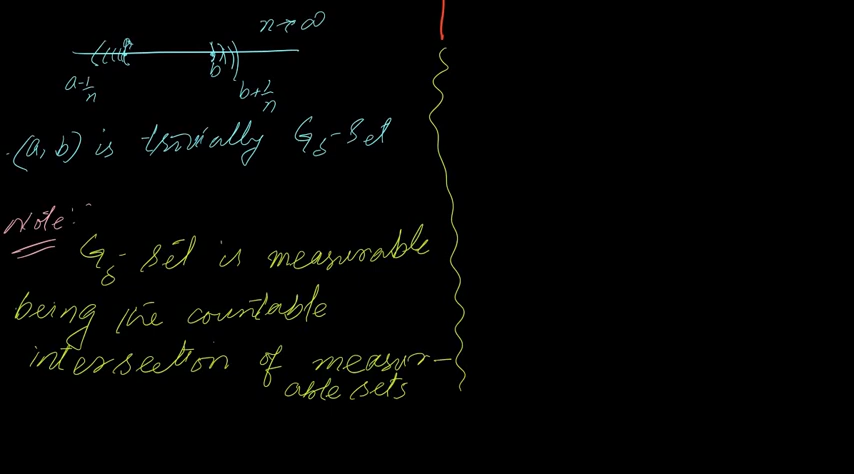 n→∞
a-1/n
b
b+1/n
(a, b) is trivially Gδ-set
Note:-
Gδ-set is measurable
being the countable
intersection of measur-
able sets